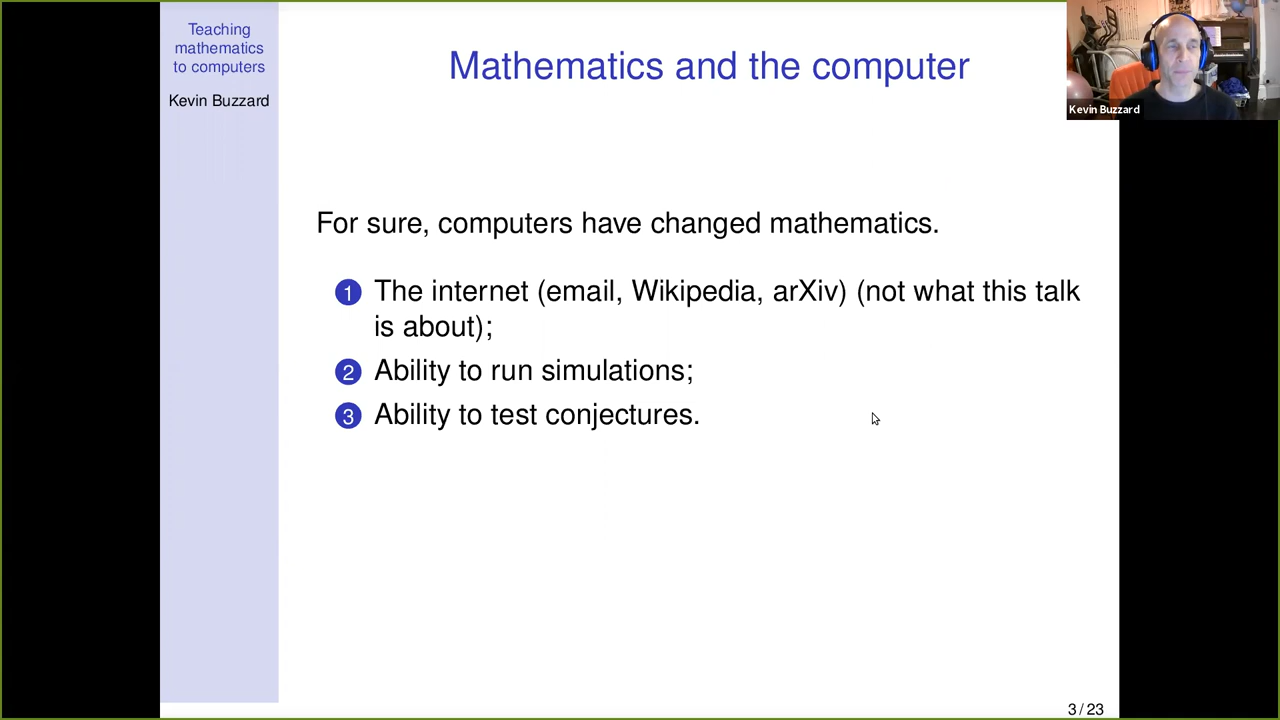 Teaching
mathematics
to computers
Kevin Buzzard
Mathematics and the computer
Kevin Buzzard
For sure, computers have changed mathematics.
1 The internet (email, Wikipedia, arXiv) (not what this talk
is about);
2 Ability to run simulations;
3 Ability to test conjectures.
3 / 23